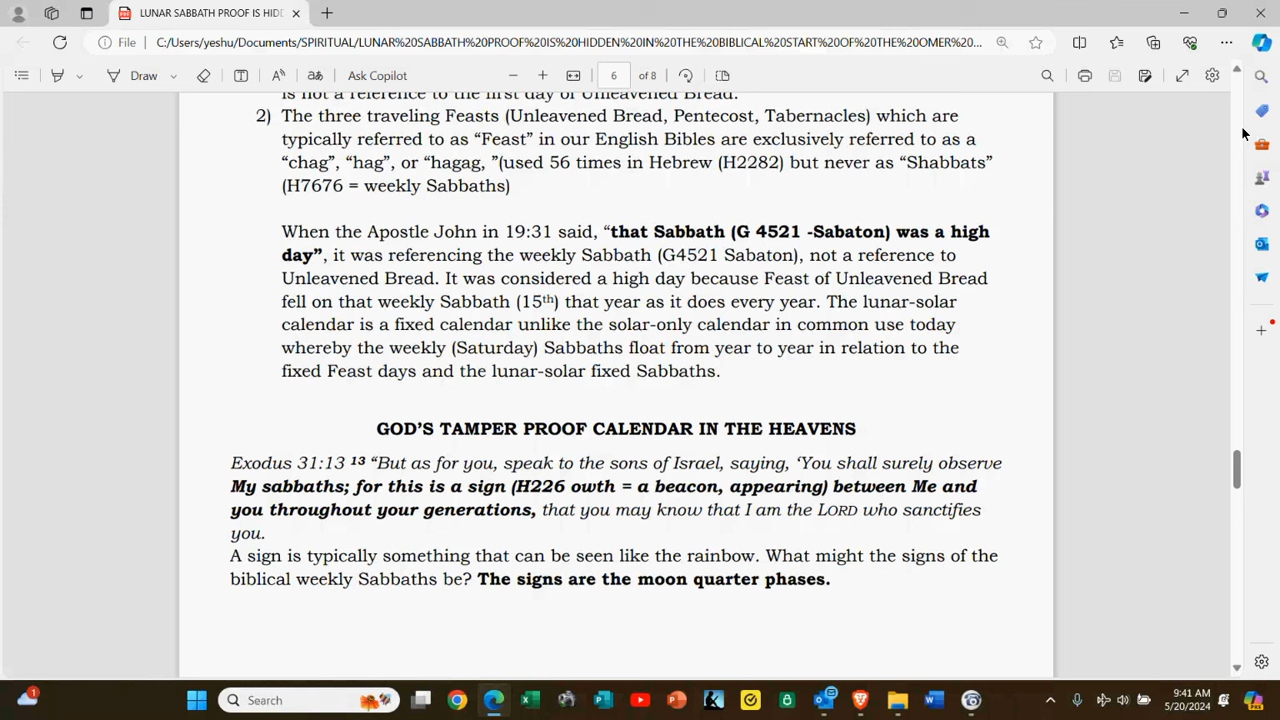 LUNAR SABBATH PROOF IS HIDD
File
C:/Users/yeshu/Documents/SPIRITUAL/LUNAR%20SABBATH%20PROOF%20IS%20HIDDEN%20IN%20THE%20BIBLICAL%20START%20OF%20THE%20OMER%20...
Draw
Ask Copilot
6 of 8
is not a reference to the first day of Unleavened Bread.
2) The three traveling Feasts (Unleavened Bread, Pentecost, Tabernacles) which are
typically referred to as “Feast” in our English Bibles are exclusively referred to as a
“chag”, “hag”, or “hagag, ”(used 56 times in Hebrew (H2282) but never as “Shabbats”
(H7676 = weekly Sabbaths)
When the Apostle John in 19:31 said, “that Sabbath (G 4521 -Sabaton) was a high
day”, it was referencing the weekly Sabbath (G4521 Sabaton), not a reference to
Unleavened Bread. It was considered a high day because Feast of Unleavened Bread
fell on that weekly Sabbath (15th) that year as it does every year. The lunar-solar
calendar is a fixed calendar unlike the solar-only calendar in common use today
whereby the weekly (Saturday) Sabbaths float from year to year in relation to the
fixed Feast days and the lunar-solar fixed Sabbaths.
GOD’S TAMPER PROOF CALENDAR IN THE HEAVENS
Exodus 31:13 13 “But as for you, speak to the sons of Israel, saying, ‘You shall surely observe
My sabbaths; for this is a sign (H226 owth = a beacon, appearing) between Me and
you throughout your generations, that you may know that I am the LORD who sanctifies
you.
A sign is typically something that can be seen like the rainbow. What might the signs of the
biblical weekly Sabbaths be? The signs are the moon quarter phases.
Search
9:41 AM
5/20/2024